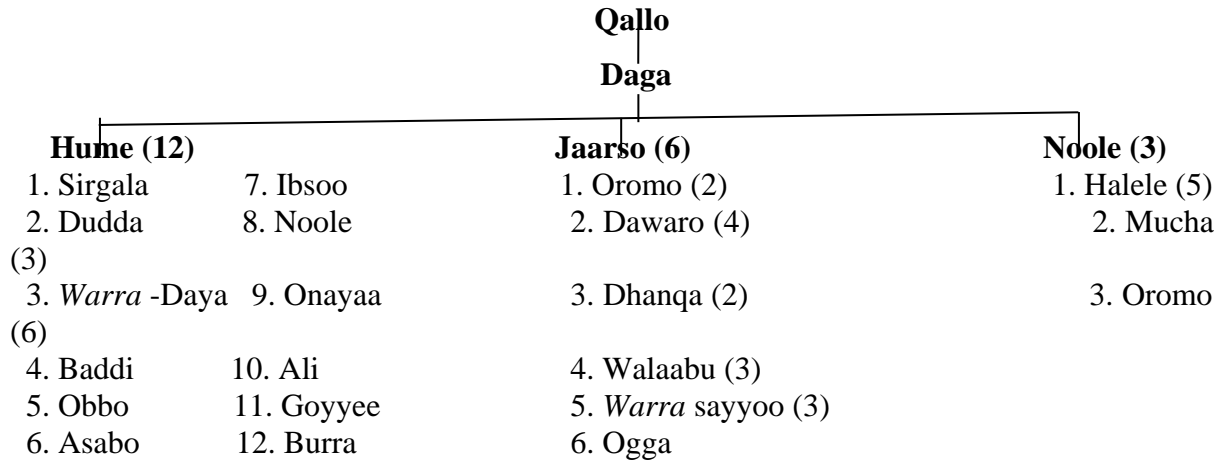 Qallo
Daga
Hume (12) Jaarso (6) Noole (3)
1. Sirgala 7. Ibsoo 1. Oromo (2) 1. Halele (5)
2. Dudda 8. Noole 2. Dawaro (4) 2. Mucha
(3)
3. Warra -Daya 9. Onayaa 3. Dhanqa (2) 3. Oromo
(6)
4. Baddi 10. Ali 4. Walaabu (3)
5. Obbo 11. Goyyee 5. Warra sayyoo (3)
6. Asabo 12. Burra 6. Ogga